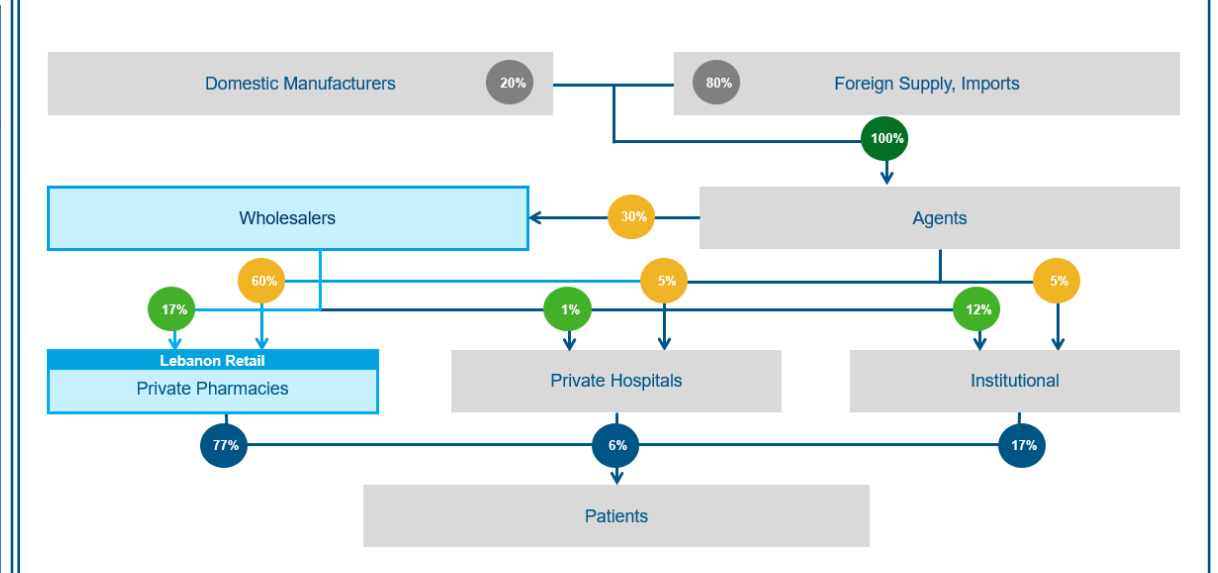 Domestic Manufacturers
20%
80%
Foreign Supply, Imports
100%
Wholesalers
30%
Agents
60%
5%
5%
17%
1%
12%
Lebanon Retail
Private Pharmacies
Private Hospitals
Institutional
77%
6%
17%
Patients